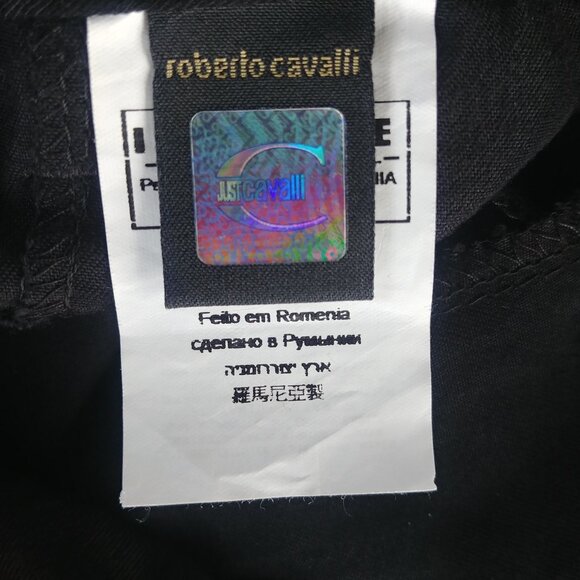 roberto cavalli
JUST cavalli
Feito em Romenia
сделано в Румынии
ארץ יצור רומניה
羅馬尼亞製